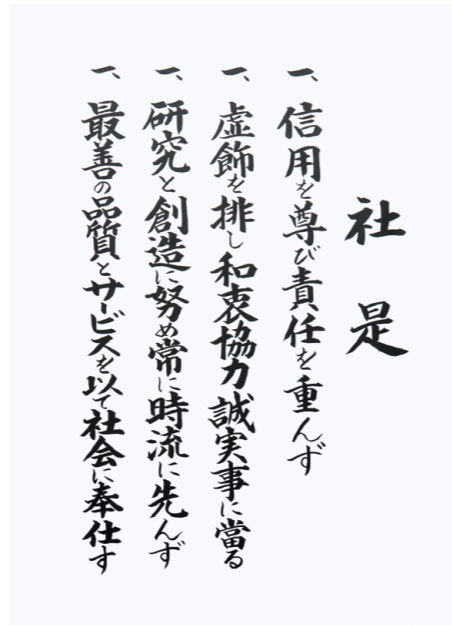 社是
一、信用を尊び責任を重んず
一、虚飾を排し和衷協力誠実事に當る
一、研究と創造に努め常に時流に先んず
一、最善の品質とサービスを以て社会に奉仕す